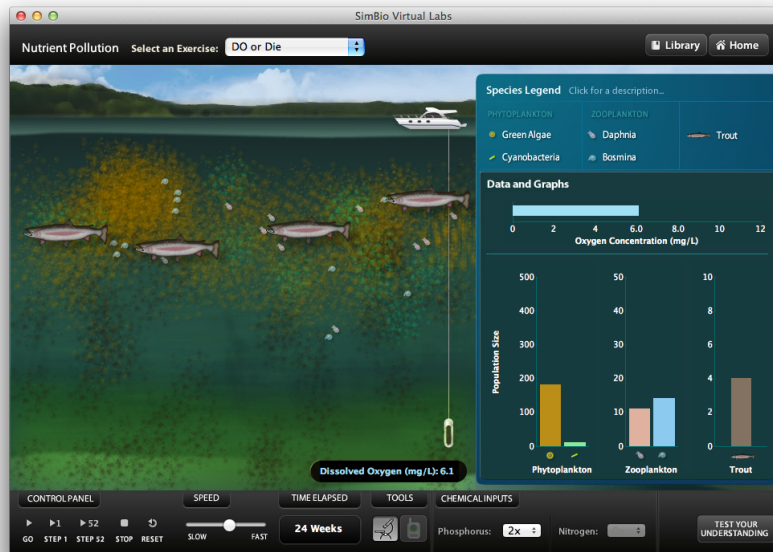 SimBio Virtual Labs
Nutrient Pollution Select an Exercise: DO or Die Library Home
Species Legend Click for a description...
PHYTOPLANKTON ZOOPLANKTON
Green Algae Daphnia Trout
Cyanobacteria Bosmina
Data and Graphs
0 2 4 6 8.0 10 12
Oxygen Concentration (mg/L)
500 50 10
400 40 8
300 30 6
200 20 4
100 10 2
0 0 0
Population Size
Phytoplankton Zooplankton Trout
Dissolved Oxygen (mg/L): 6.1
CONTROL PANEL SPEED TIME ELAPSED TOOLS CHEMICAL INPUTS
1 52
GO STEP 1 STEP 52 STOP RESET SLOW FAST 24 Weeks Phosphorus: 2x Nitrogen:
TEST YOUR
UNDERSTANDING